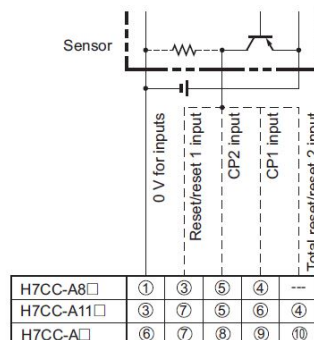 Sensor
0 V for inputs
Reset/reset 1 input
CP2 input
CP1 input
Total reset/reset 2 input
H7CC-A8□ ① ③ ⑤ ④ ---
H7CC-A11□ ③ ⑦ ⑤ ⑥ ④
H7CC-A□ ⑥ ⑦ ⑧ ⑨ ⑩